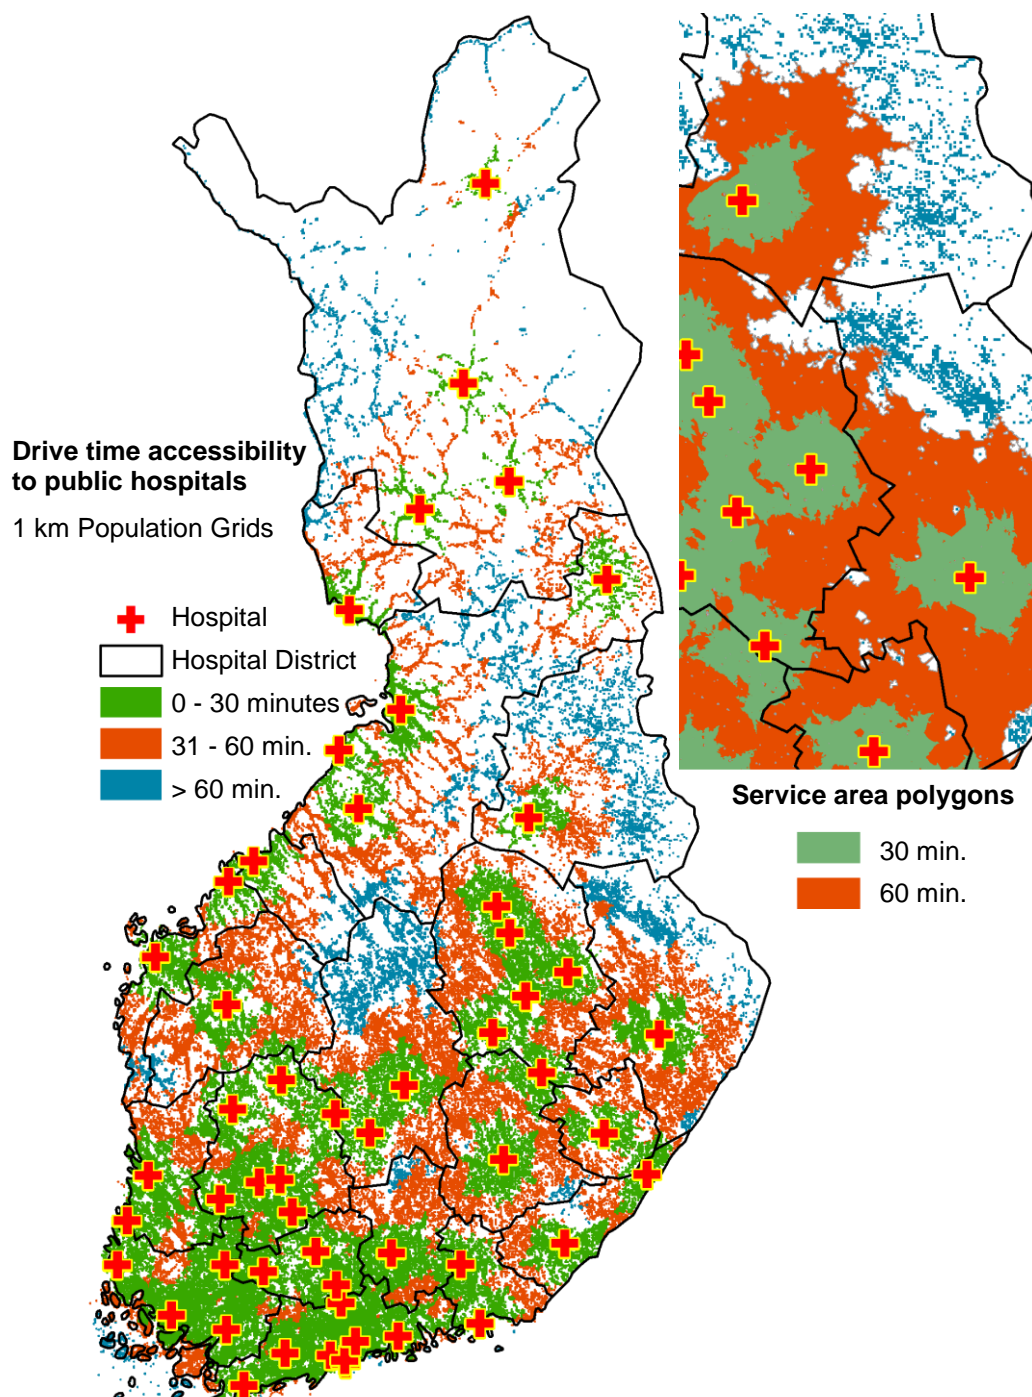 Drive time accessibility
to public hospitals
1 km Population Grids
Hospital
Hospital District
0 - 30 minutes
31 - 60 min.
> 60 min.
Service area polygons
30 min.
60 min.